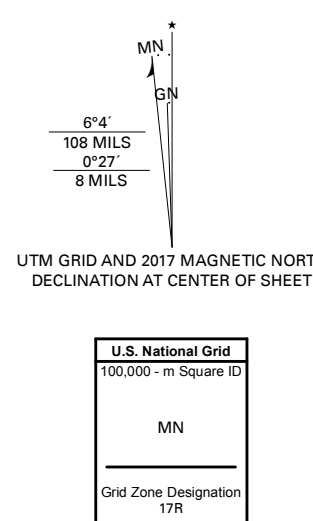 ★
MN
GN
6°4´
108 MILS
0°27´
8 MILS
UTM GRID AND 2017 MAGNETIC NORT
DECLINATION AT CENTER OF SHEET
U.S. National Grid
100,000 - m Square ID
MN
Grid Zone Designation
17R